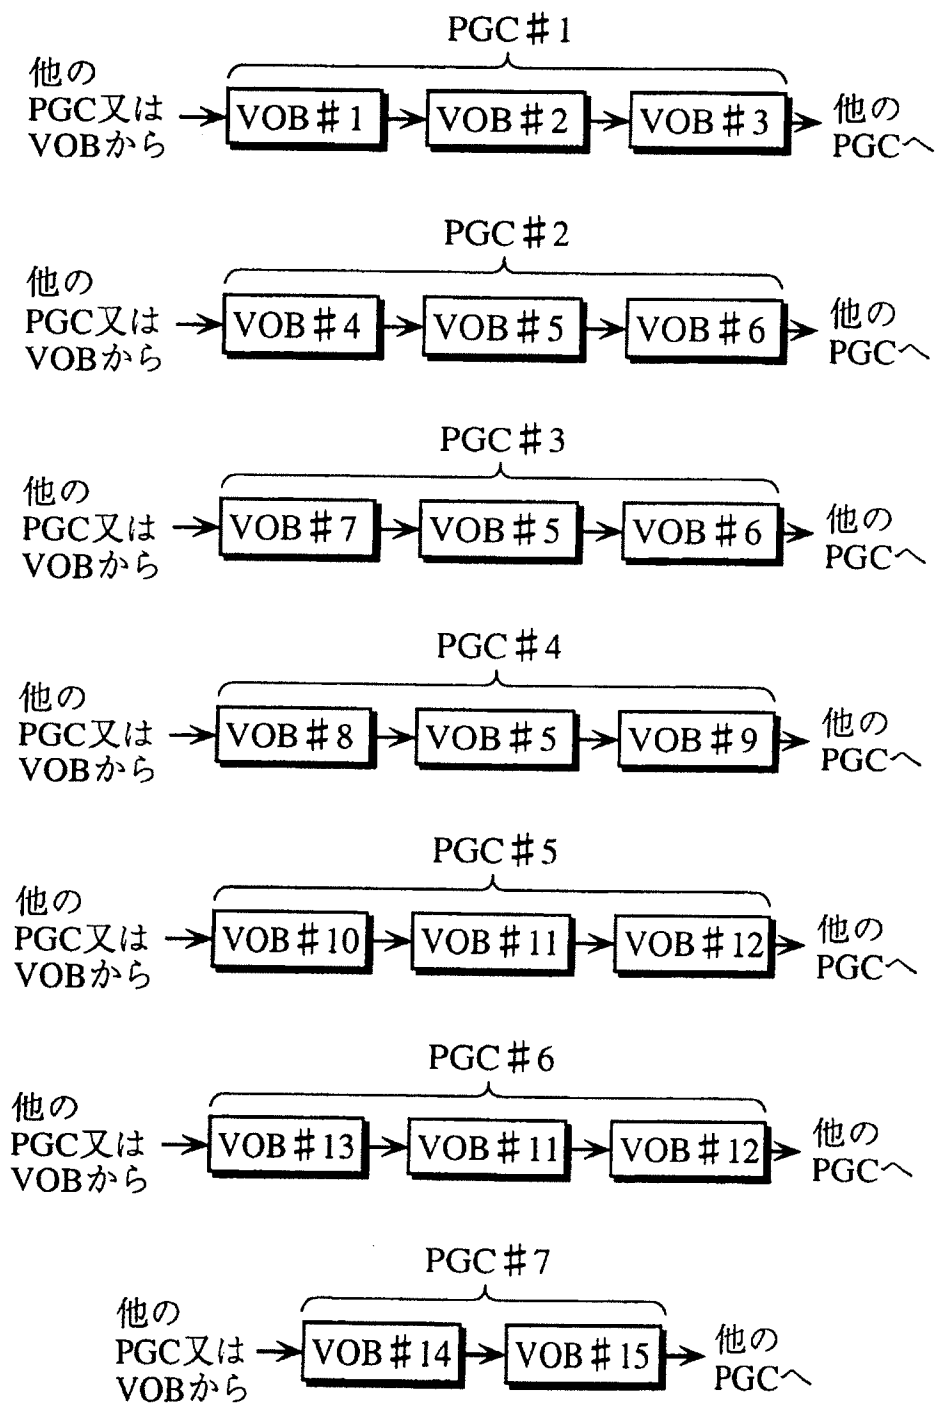 PGC♯1
他の
PGC又は
VOBから
VOB♯1
VOB♯2
VOB♯3
他の
PGCへ
PGC♯2
他の
PGC又は
VOBから
VOB♯4
VOB♯5
VOB♯6
他の
PGCへ
PGC♯3
他の
PGC又は
VOBから
VOB♯7
VOB♯5
VOB♯6
他の
PGCへ
PGC♯4
他の
PGC又は
VOBから
VOB♯8
VOB♯5
VOB♯9
他の
PGCへ
PGC♯5
他の
PGC又は
VOBから
VOB♯10
VOB♯11
VOB♯12
他の
PGCへ
PGC♯6
他の
PGC又は
VOBから
VOB♯13
VOB♯11
VOB♯12
他の
PGCへ
PGC♯7
他の
PGC又は
VOBから
VOB♯14
VOB♯15
他の
PGCへ